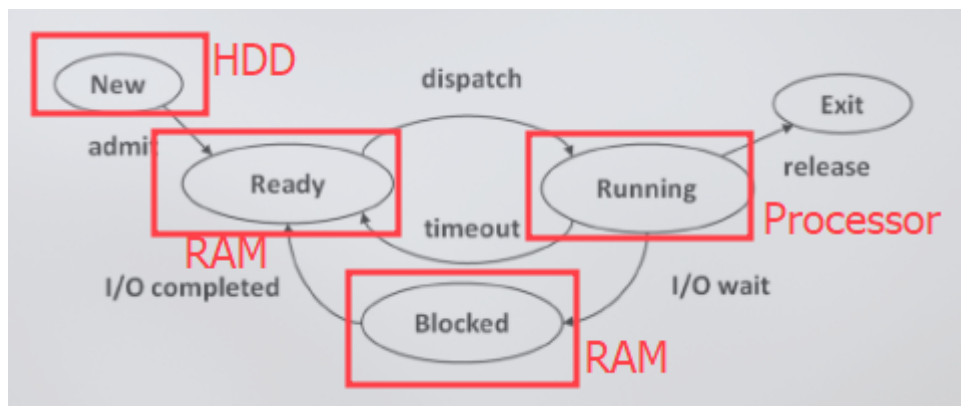 New
HDD
dispatch
Exit
admit
Ready
Running
release
RAM
timeout
Processor
I/O completed
I/O wait
Blocked
RAM